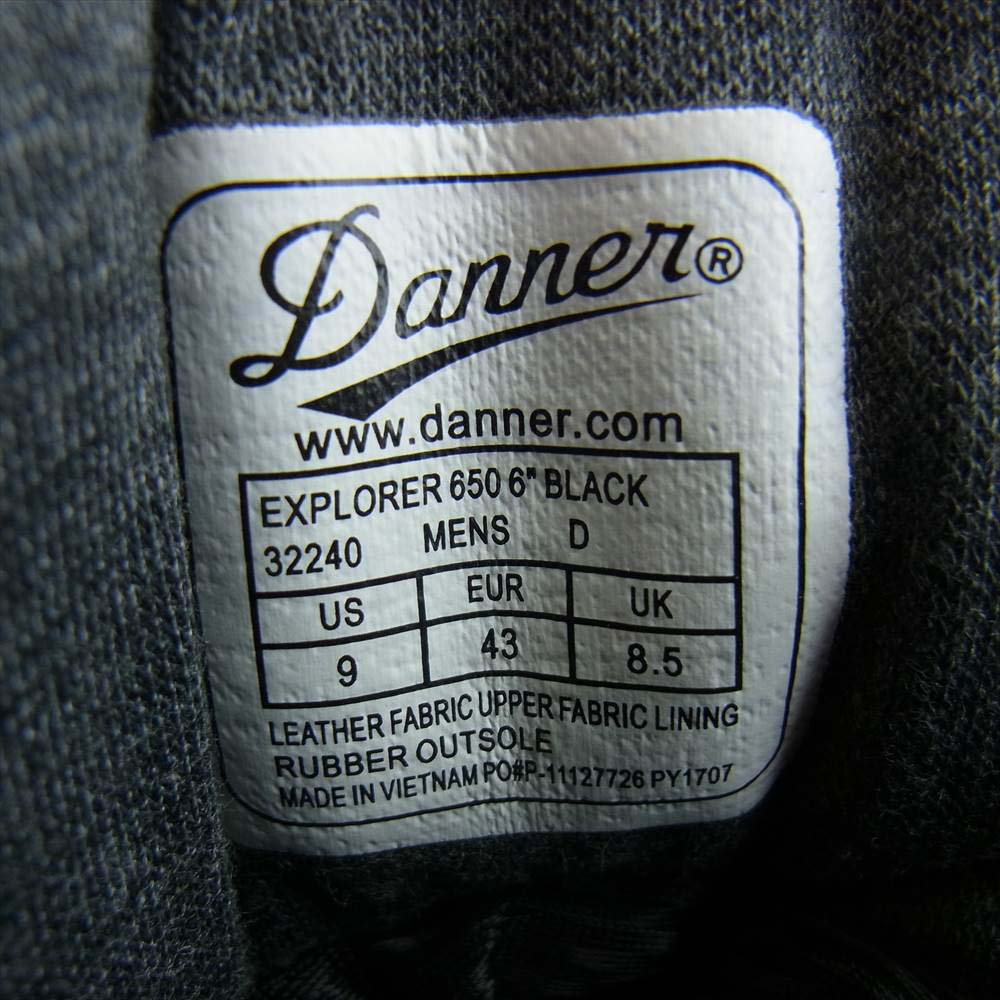 Danner®
www.danner.com
EXPLORER 650 6" BLACK
32240 MENS D
US EUR UK
9 43 8.5
LEATHER FABRIC UPPER FABRIC LINING
RUBBER OUTSOLE
MADE IN VIETNAM PO#P-11127726 PY1707